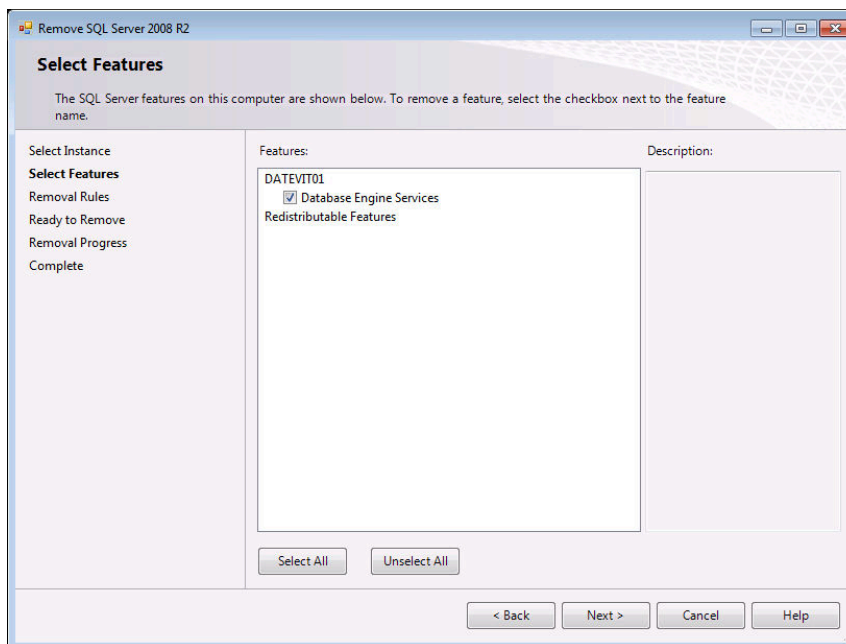 Remove SQL Server 2008 R2
Select Features
The SQL Server features on this computer are shown below. To remove a feature, select the checkbox next to the feature
name.
Select Instance
Select Features
Removal Rules
Ready to Remove
Removal Progress
Complete
Features:
DATEVIT01
Database Engine Services
Redistributable Features
Description:
Select All
Unselect All
< Back
Next >
Cancel
Help